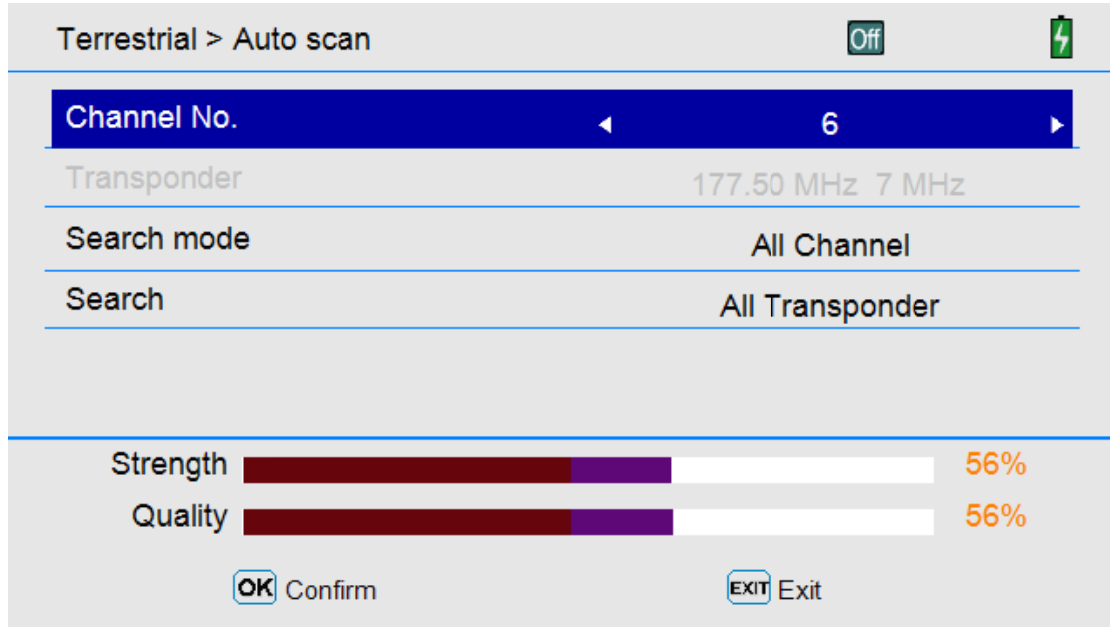 Terrestrial > Auto scan Off
Channel No. 6
Transponder 177.50 MHz 7 MHz
Search mode All Channel
Search All Transponder
Strength 56%
Quality 56%
OK Confirm EXIT Exit